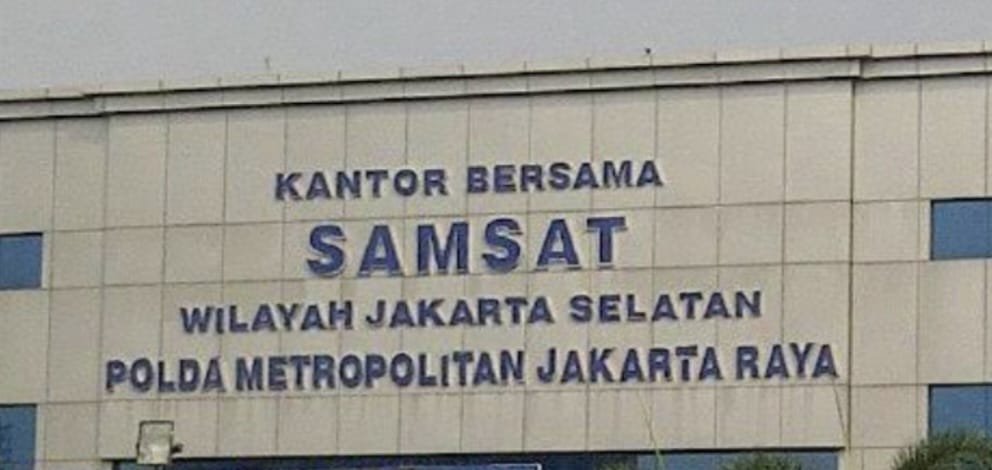 KANTOR BERSAMA
SAMSAT
WILAYAH JAKARTA SELATAN
POLDA METROPOLITAN JAKARTA RAYA